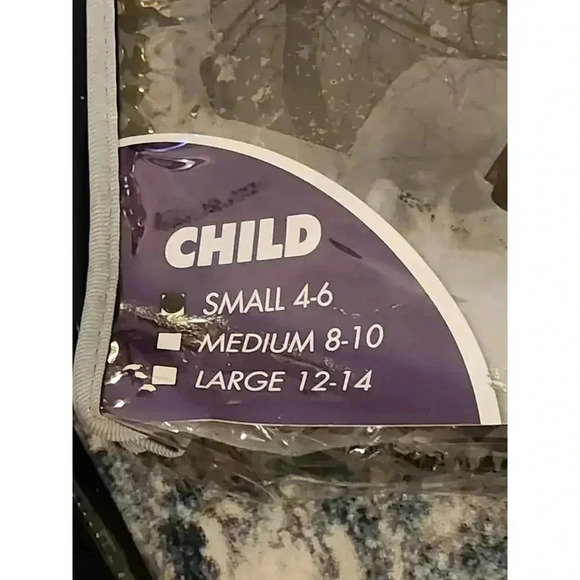 CHILD
SMALL 4-6
MEDIUM 8-10
LARGE 12-14